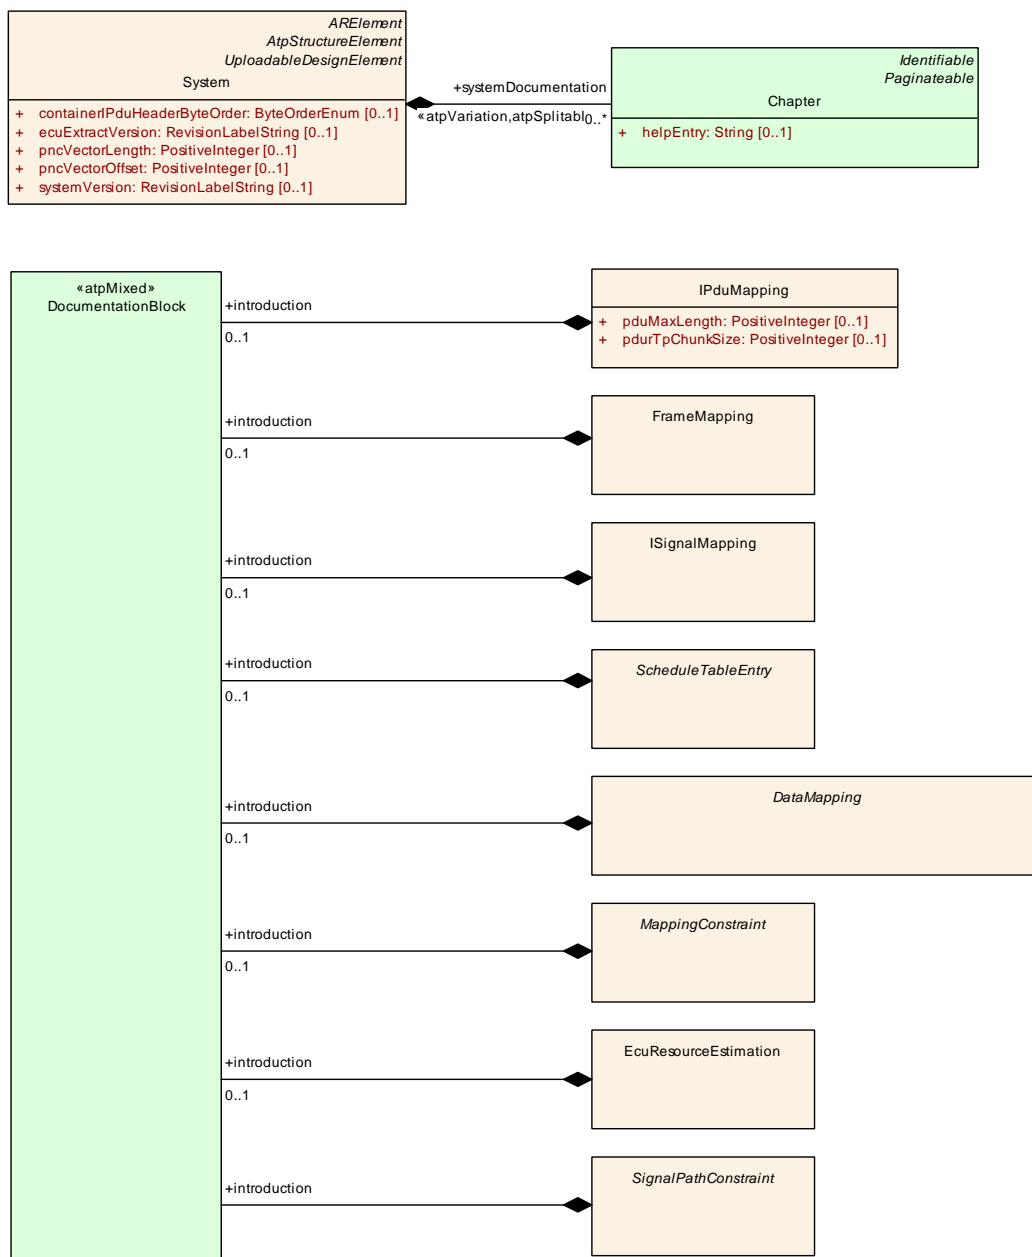 ARElement
AtpStructureElement
UploadableDesignElement
System
+ containerIPduHeaderByteOrder: ByteOrderEnum [0..1]
+ ecuExtractVersion: RevisionLabelString [0..1]
+ pncVectorLength: PositiveInteger [0..1]
+ pncVectorOffset: PositiveInteger [0..1]
+ systemVersion: RevisionLabelString [0..1]
+systemDocumentation
«atpVariation,atpSplitabl 0..*
Identifiable
Paginateable
Chapter
+ helpEntry: String [0..1]
«atpMixed»
DocumentationBlock
+introduction
0..1
IPduMapping
+ pduMaxLength: PositiveInteger [0..1]
+ pdurTpChunkSize: PositiveInteger [0..1]
+introduction
0..1
FrameMapping
+introduction
0..1
ISignalMapping
+introduction
0..1
ScheduleTableEntry
+introduction
0..1
DataMapping
+introduction
0..1
MappingConstraint
+introduction
0..1
EcuResourceEstimation
+introduction
SignalPathConstraint